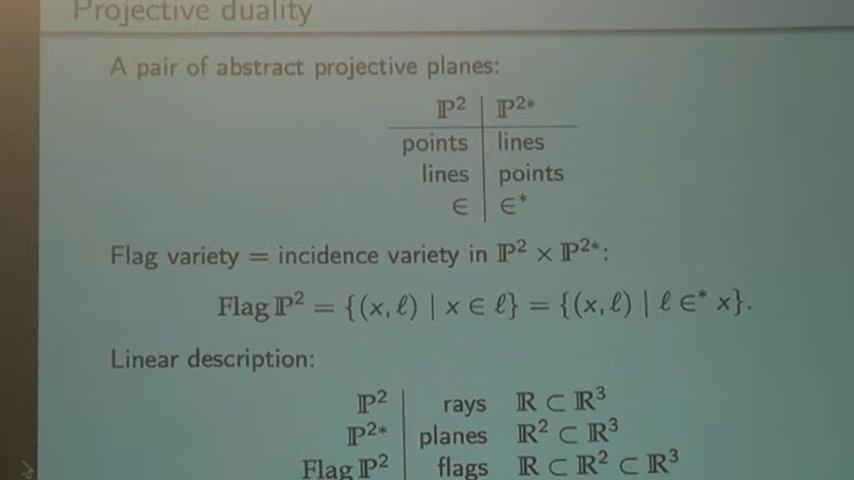 Projective duality
A pair of abstract projective planes:
ℙ² | ℙ²*
points | lines
lines | points
∈ | ∈*
Flag variety = incidence variety in ℙ² × ℙ²*:
Flag ℙ² = {(x, ℓ) | x ∈ ℓ} = {(x, ℓ) | ℓ ∈* x}.
Linear description:
ℙ² | rays ℝ ⊂ ℝ³
ℙ²* | planes ℝ² ⊂ ℝ³
Flag ℙ² | flags ℝ ⊂ ℝ² ⊂ ℝ³